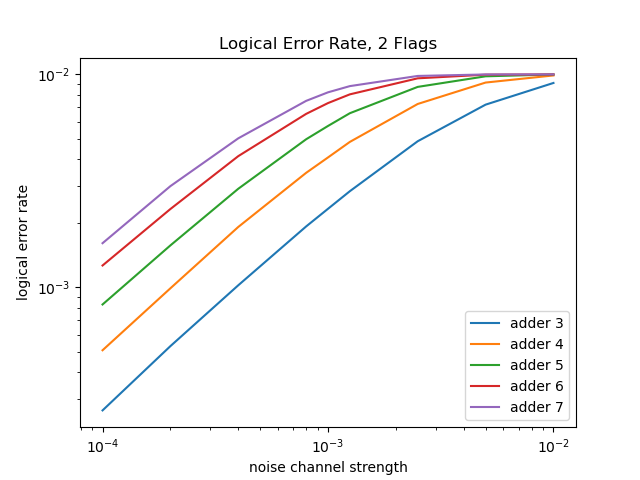 Logical Error Rate, 2 Flags
10⁻²
10⁻³
logical error rate
adder 3
adder 4
adder 5
adder 6
adder 7
10⁻⁴
10⁻³
10⁻²
noise channel strength